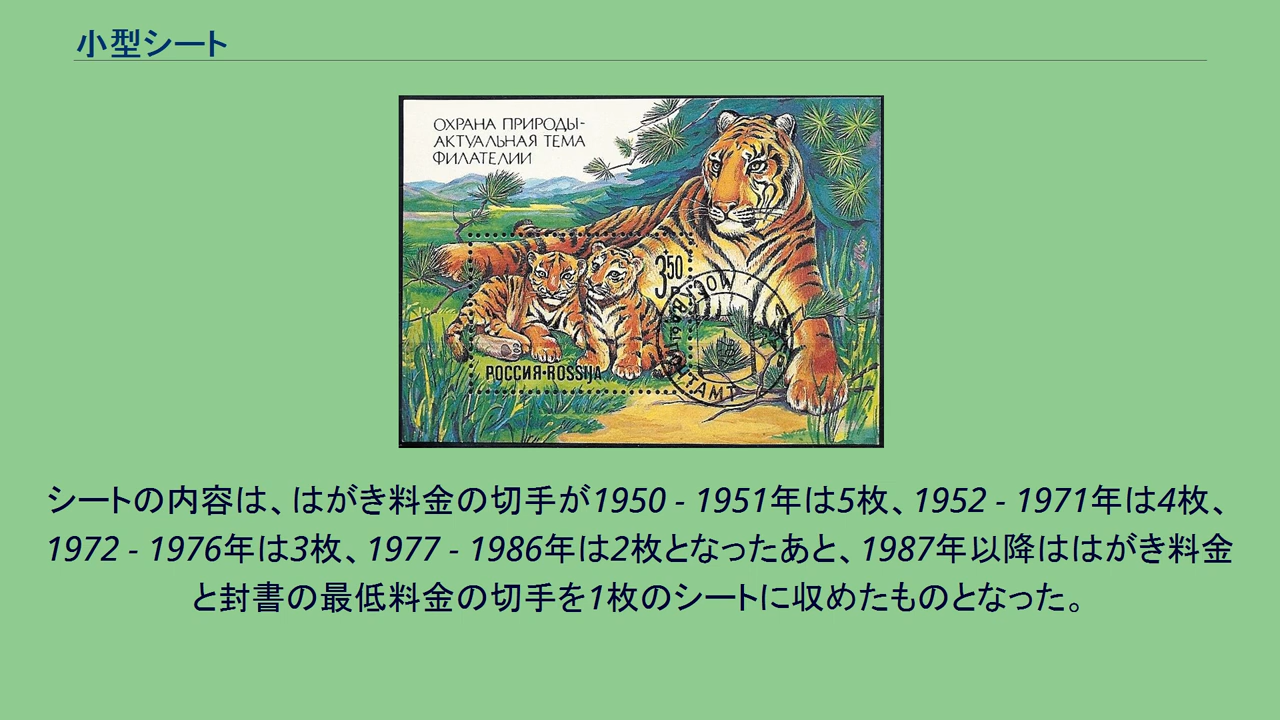 小型シート
ОХРАНА ПРИРОДЫ-
АКТУАЛЬНАЯ ТЕМА
ФИЛАТЕЛИИ
3 50
РОССИЯ·ROSSIJA
シートの内容は、はがき料金の切手が1950 - 1951年は5枚、1952 - 1971年は4枚、
1972 - 1976年は3枚、1977 - 1986年は2枚となったあと、1987年以降ははがき料金
と封書の最低料金の切手を1枚のシートに収めたものとなった。